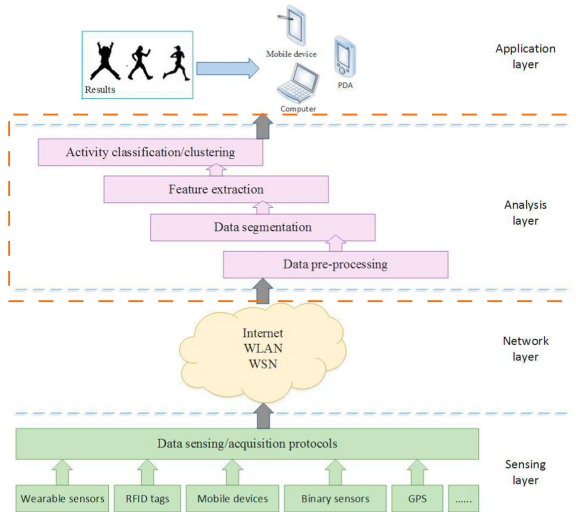 Results
Mobile device
PDA
Computer
Application
layer
Activity classification/clustering
Feature extraction
Data segmentation
Data pre-processing
Analysis
layer
Internet
WLAN
WSN
Network
layer
Data sensing/acquisition protocols
Wearable sensors
RFID tags
Mobile devices
Binary sensors
GPS
......
Sensing
layer